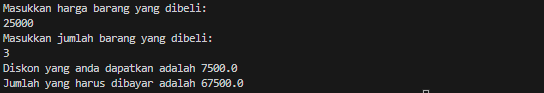 Masukkan harga barang yang dibeli:
25000
Masukkan jumlah barang yang dibeli:
3
Diskon yang anda dapatkan adalah 7500.0
Jumlah yang harus dibayar adalah 67500.0